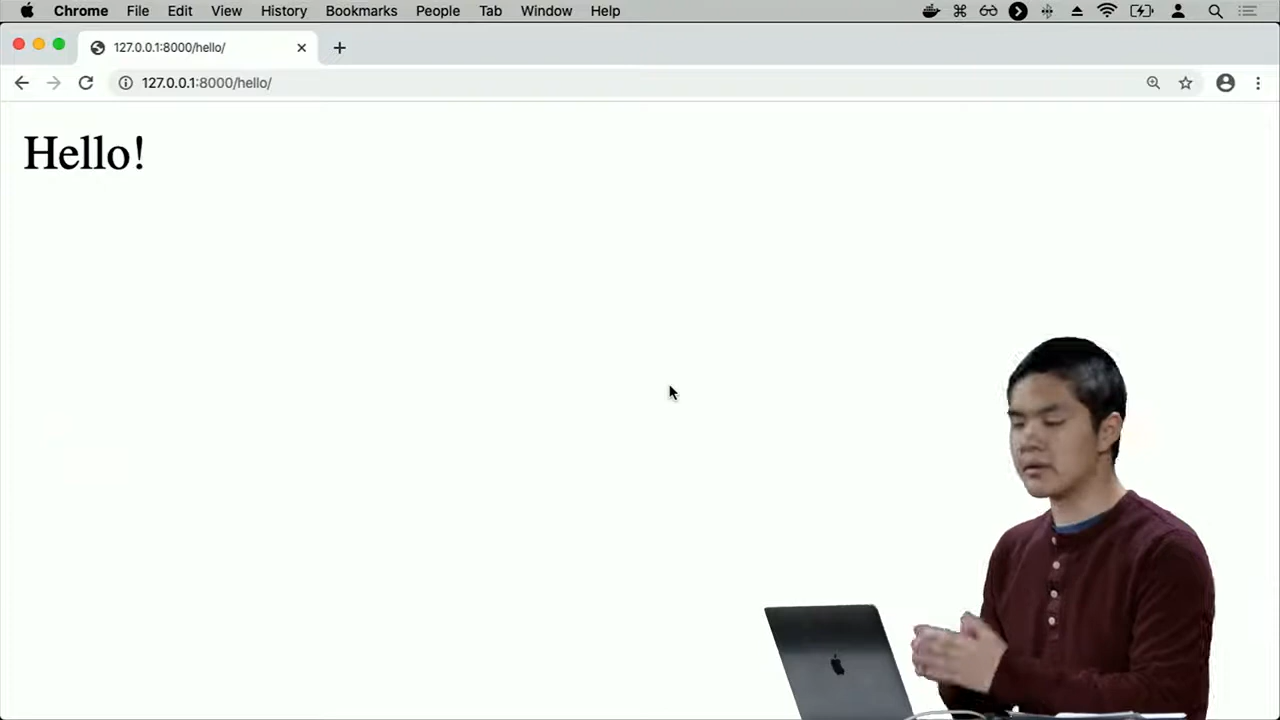 Chrome File Edit View History Bookmarks People Tab Window Help
127.0.0.1:8000/hello/
127.0.0.1:8000/hello/
Hello!